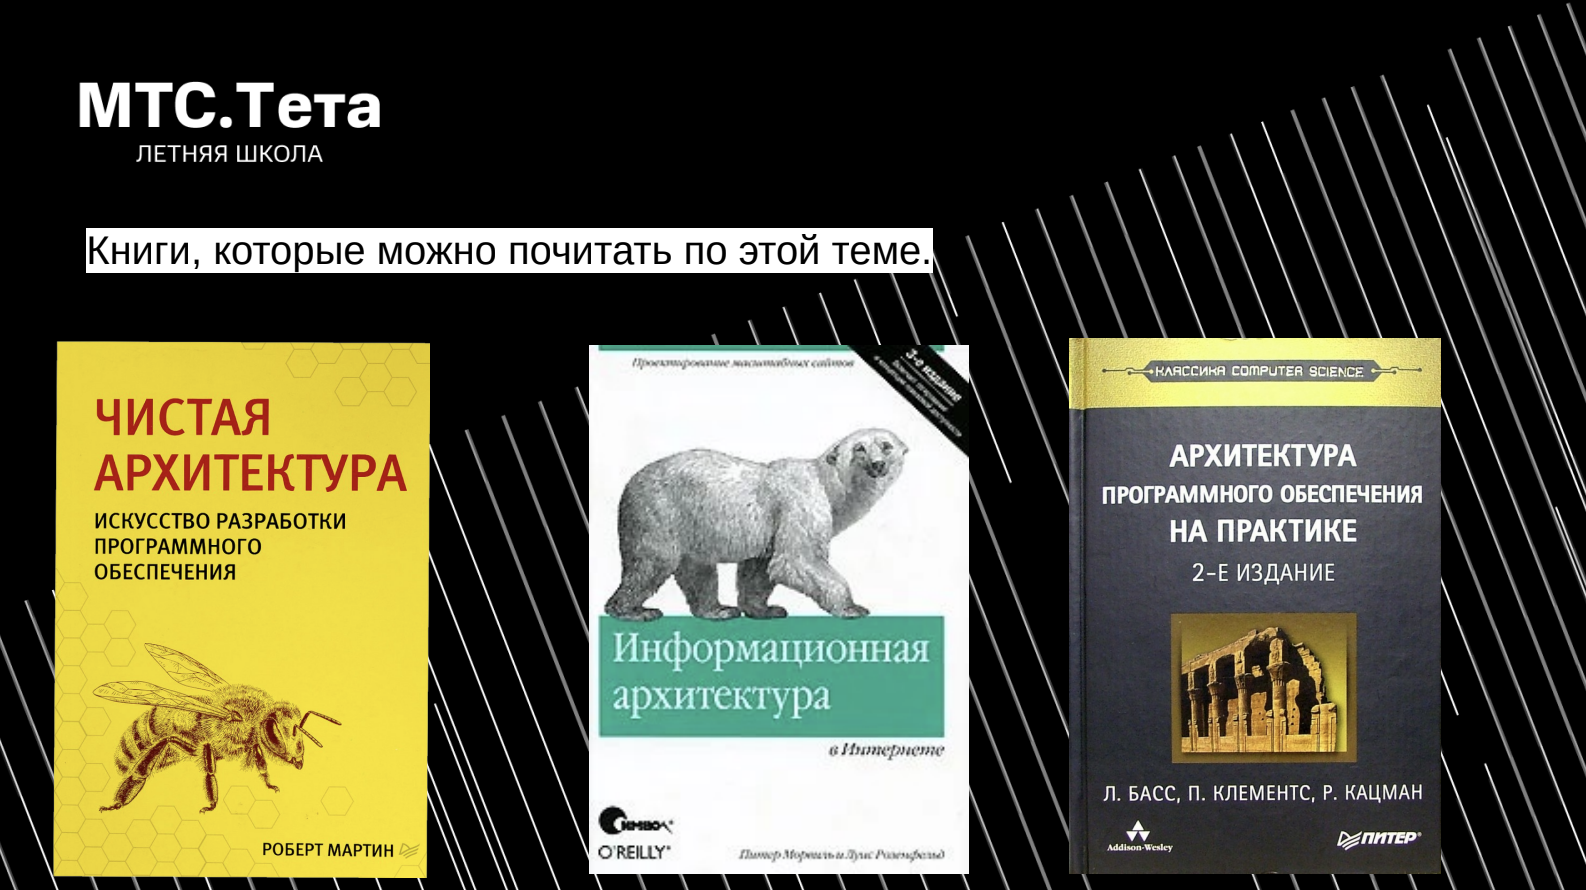 МТС.Тета
ЛЕТНЯЯ ШКОЛА
Книги, которые можно почитать по этой теме.
ЧИСТАЯ
АРХИТЕКТУРА
ИСКУССТВО РАЗРАБОТКИ
ПРОГРАММНОГО
ОБЕСПЕЧЕНИЯ
РОБЕРТ МАРТИН
Проектирование масштабных сайтов
3-е издание
Информационная
архитектура
в Интернете
Символ
O'REILLY®
Питер Морвиль и Луис Розенфельд
КЛАССИКА COMPUTER SCIENCE
АРХИТЕКТУРА
ПРОГРАММНОГО ОБЕСПЕЧЕНИЯ
НА ПРАКТИКЕ
2-Е ИЗДАНИЕ
Л. БАСС, П. КЛЕМЕНТС, Р. КАЦМАН
Addison-Wesley
ПИТЕР®